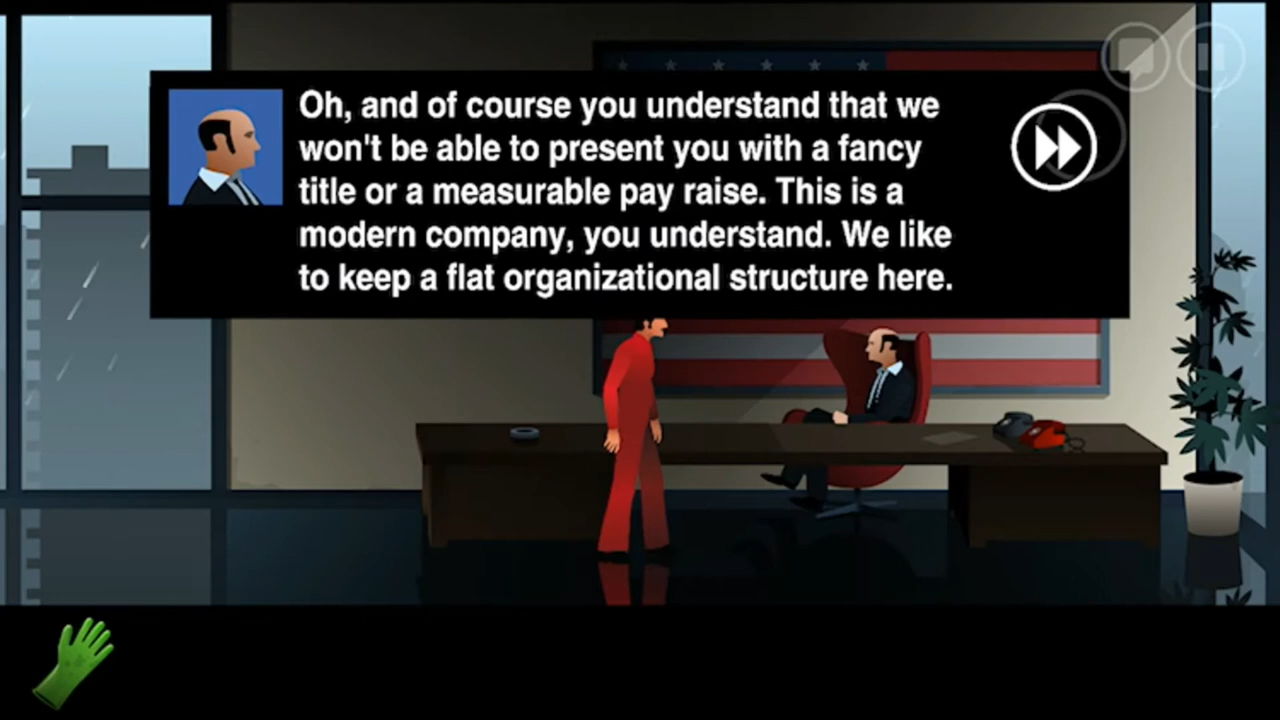 Oh, and of course you understand that we
won't be able to present you with a fancy
title or a measurable pay raise. This is a
modern company, you understand. We like
to keep a flat organizational structure here.